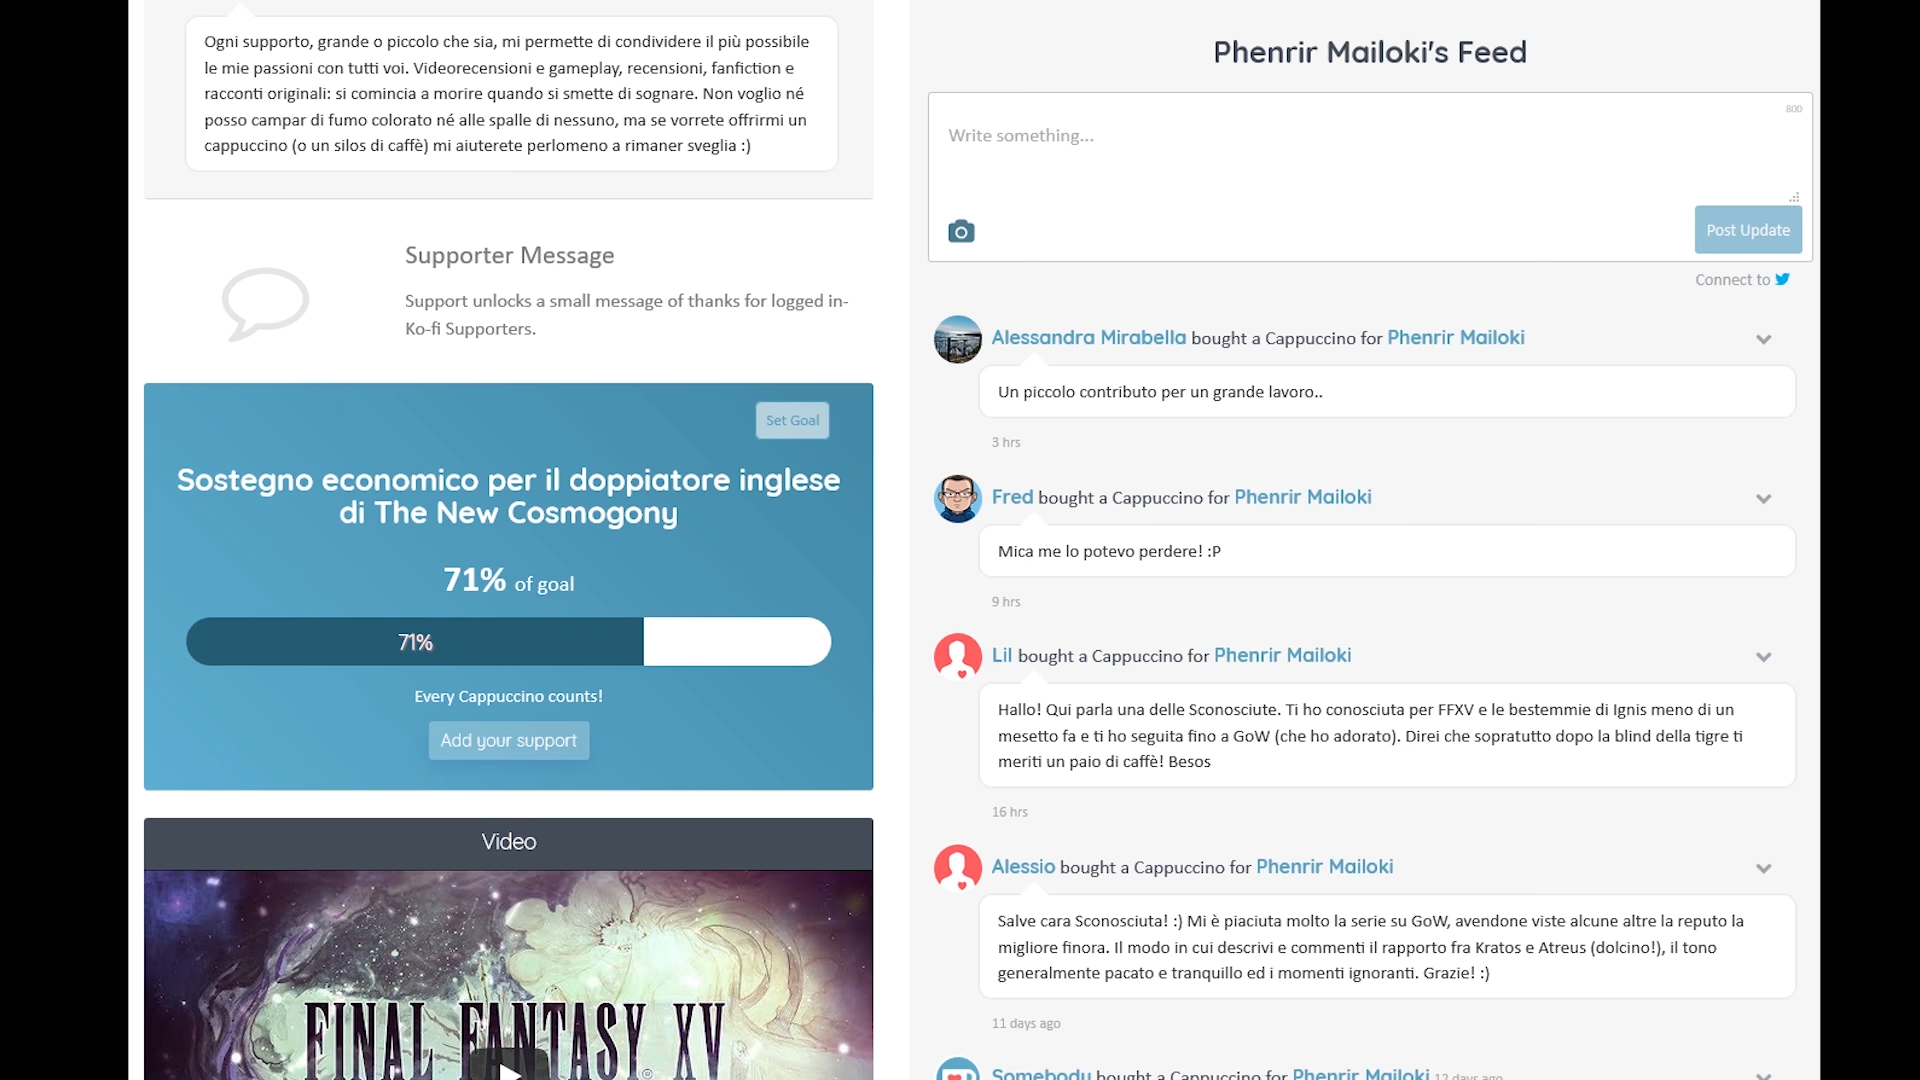 Ogni supporto, grande o piccolo che sia, mi permette di condividere il più possibile
le mie passioni con tutti voi. Videorecensioni e gameplay, recensioni, fanfiction e
racconti originali: si comincia a morire quando si smette di sognare. Non voglio né
posso campar di fumo colorato né alle spalle di nessuno, ma se vorrete offrirmi un
cappuccino (o un silos di caffè) mi aiuterete perlomeno a rimaner sveglia :)
Supporter Message
Support unlocks a small message of thanks for logged in-
Ko-fi Supporters.
Set Goal
Sostegno economico per il doppiatore inglese
di The New Cosmogony
71% of goal
71%
Every Cappuccino counts!
Add your support
Video
FINAL FANTASY XV
Phenrir Mailoki's Feed
800
Write something...
Post Update
Connect to
Alessandra Mirabella bought a Cappuccino for Phenrir Mailoki
Un piccolo contributo per un grande lavoro..
3 hrs
Fred bought a Cappuccino for Phenrir Mailoki
Mica me lo potevo perdere! :P
9 hrs
Lil bought a Cappuccino for Phenrir Mailoki
Hallo! Qui parla una delle Sconosciute. Ti ho conosciuta per FFXV e le bestemmie di Ignis meno di un
mesetto fa e ti ho seguita fino a GoW (che ho adorato). Direi che sopratutto dopo la blind della tigre ti
meriti un paio di caffè! Besos
16 hrs
Alessio bought a Cappuccino for Phenrir Mailoki
Salve cara Sconosciuta! :) Mi è piaciuta molto la serie su GoW, avendone viste alcune altre la reputo la
migliore finora. Il modo in cui descrivi e commenti il rapporto fra Kratos e Atreus (dolcino!), il tono
generalmente pacato e tranquillo ed i momenti ignoranti. Grazie! :)
11 days ago
Somebody bought a Cappuccino for Phenrir Mailoki 12 days ago